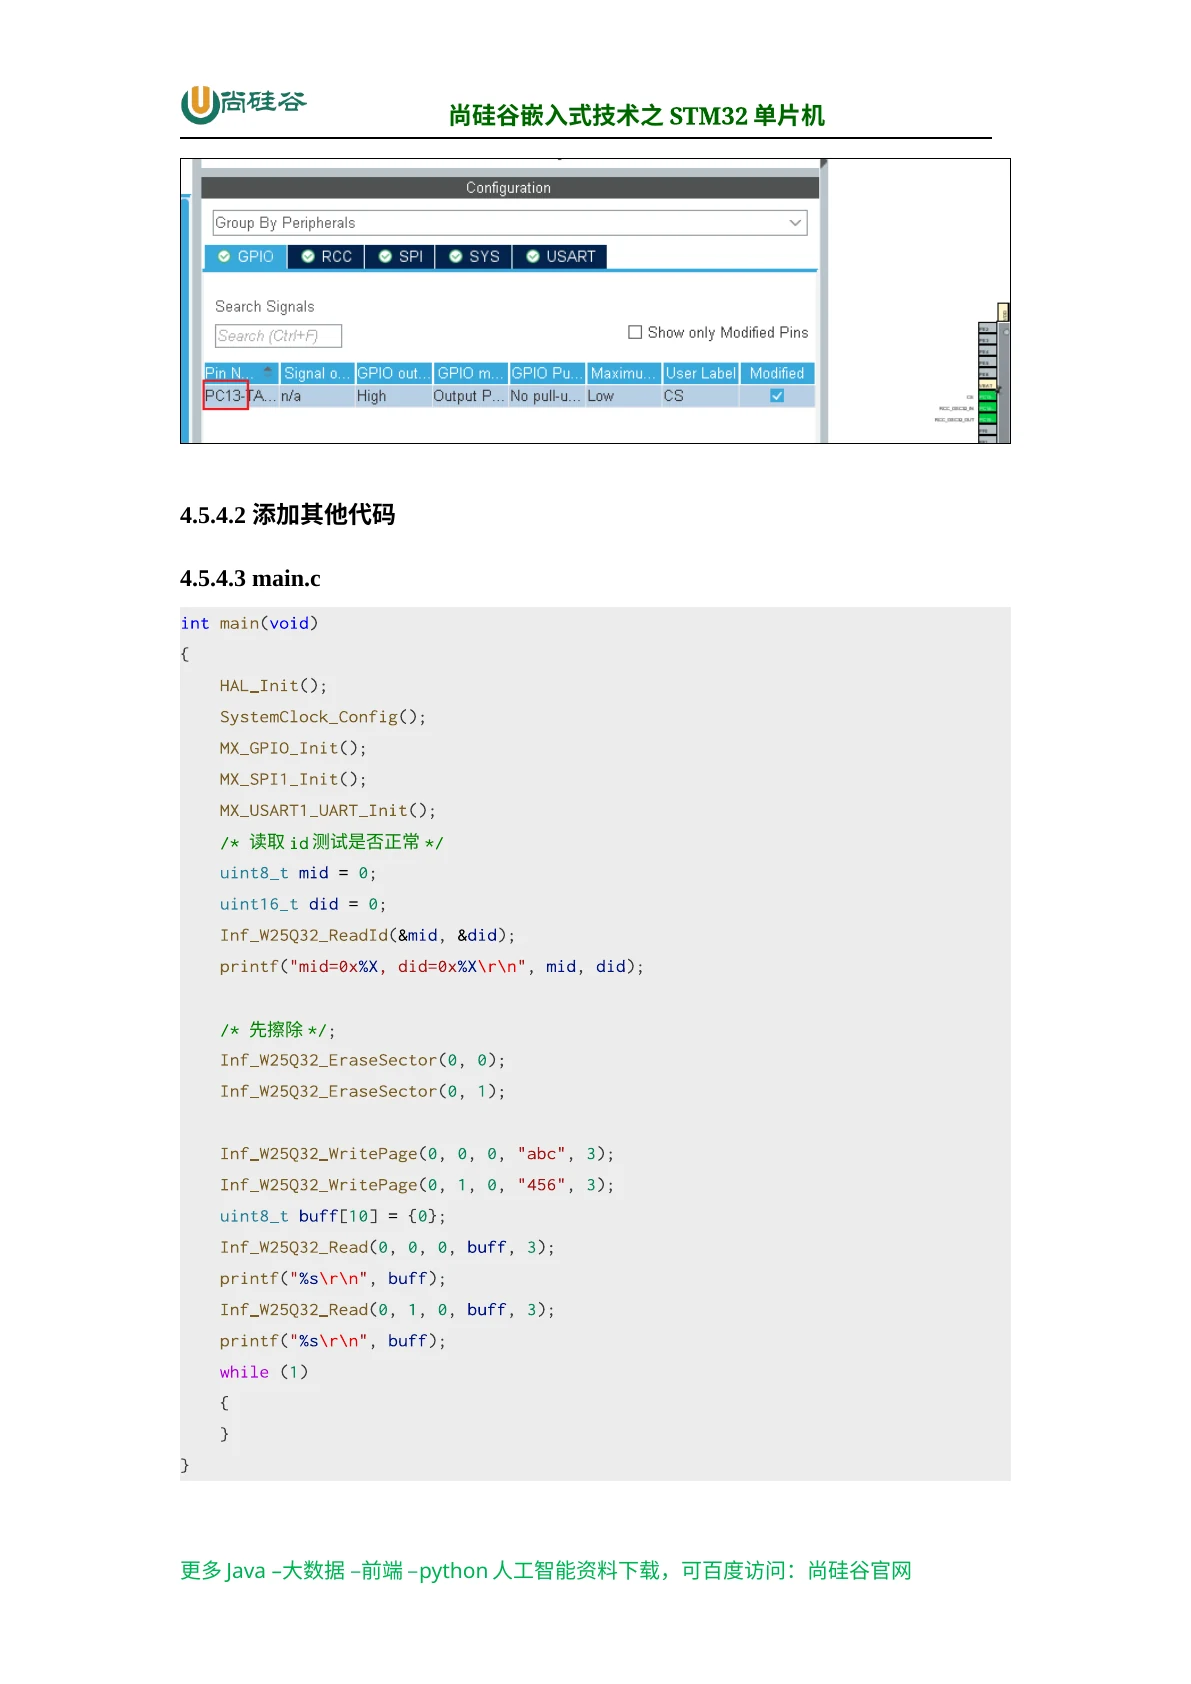 尚硅谷
尚硅谷嵌入式技术之 STM32 单片机
Configuration
Group By Peripherals
GPIO RCC SPI SYS USART
Search Signals
Search (Ctrl+F)
Show only Modified Pins
Pin N... Signal o... GPIO out... GPIO m... GPIO Pu... Maximu... User Label Modified
PC13-TA... n/a High Output P... No pull-u... Low CS
CS
RCC_OSC32_IN
RCC_OSC32_OUT
4.5.4.2 添加其他代码
4.5.4.3 main.c
int main(void)
{
    HAL_Init();
    SystemClock_Config();
    MX_GPIO_Init();
    MX_SPI1_Init();
    MX_USART1_UART_Init();
    /* 读取 id 测试是否正常 */
    uint8_t mid = 0;
    uint16_t did = 0;
    Inf_W25Q32_ReadId(&mid, &did);
    printf("mid=0x%X, did=0x%X\r\n", mid, did);
    /* 先擦除 */;
    Inf_W25Q32_EraseSector(0, 0);
    Inf_W25Q32_EraseSector(0, 1);
    Inf_W25Q32_WritePage(0, 0, 0, "abc", 3);
    Inf_W25Q32_WritePage(0, 1, 0, "456", 3);
    uint8_t buff[10] = {0};
    Inf_W25Q32_Read(0, 0, 0, buff, 3);
    printf("%s\r\n", buff);
    Inf_W25Q32_Read(0, 1, 0, buff, 3);
    printf("%s\r\n", buff);
    while (1)
    {
    }
}
更多 Java –大数据 –前端 –python 人工智能资料下载，可百度访问：尚硅谷官网